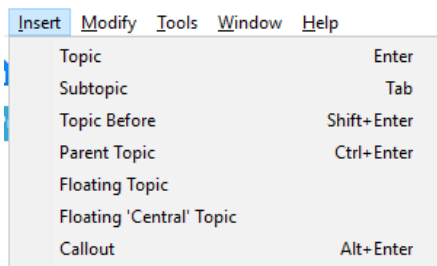 Insert Modify Tools Window Help
Topic Enter
Subtopic Tab
Topic Before Shift+Enter
Parent Topic Ctrl+Enter
Floating Topic
Floating 'Central' Topic
Callout Alt+Enter